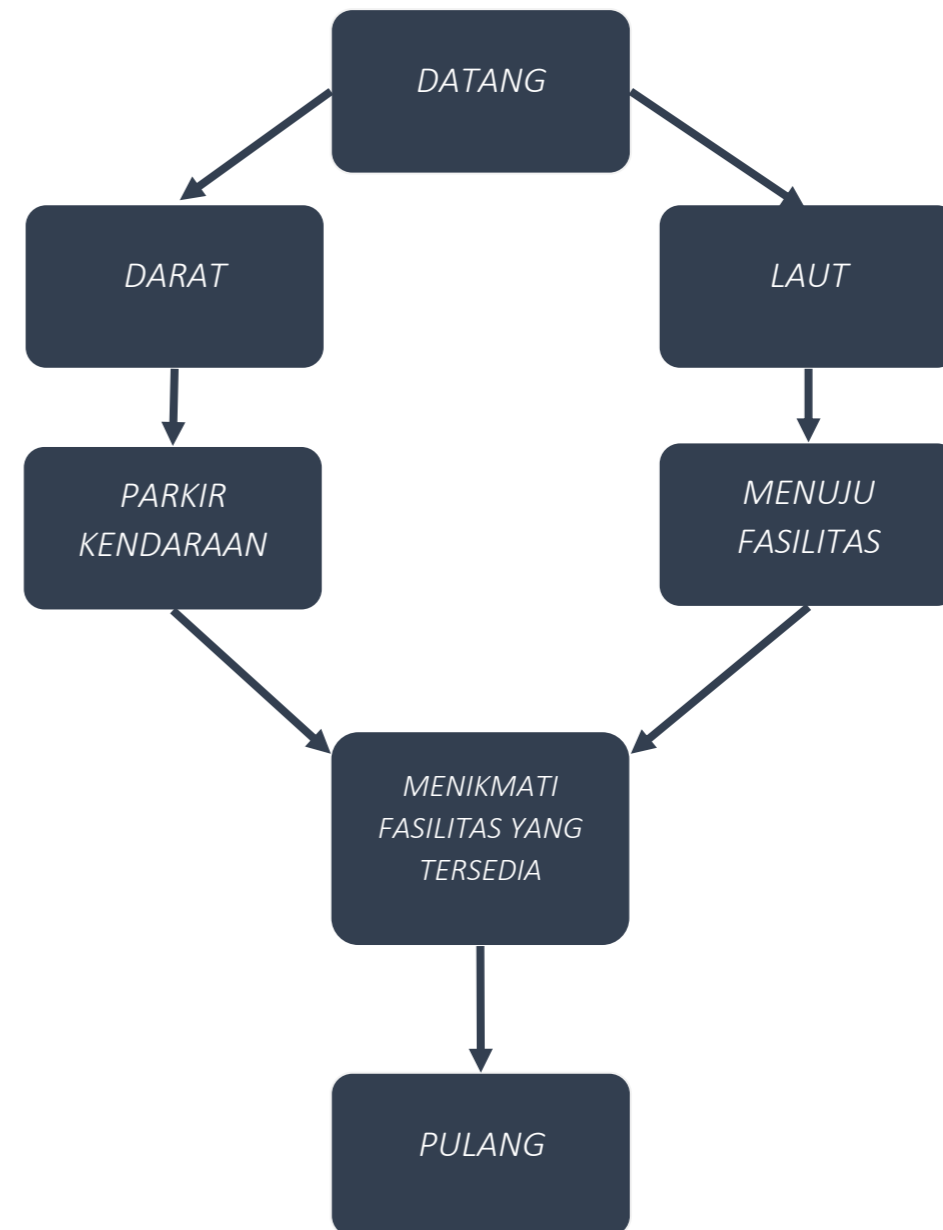 DATANG
DARAT
LAUT
PARKIR
KENDARAAN
MENUJU
FASILITAS
MENIKMATI
FASILITAS YANG
TERSEDIA
PULANG